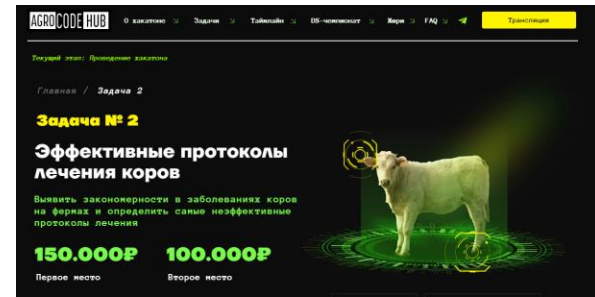 AGRO CODE HUB
О хакатоне Задачи Таймлайн DS-чемпионат Жюри FAQ Трансляция
Текущий этап: Проведение хакатона
Главная / Задача 2
Задача № 2
Эффективные протоколы
лечения коров
Выявить закономерности в заболеваниях коров
на фермах и определить самые неэффективные
протоколы лечения
150.000₽ 100.000₽
Первое место Второе место